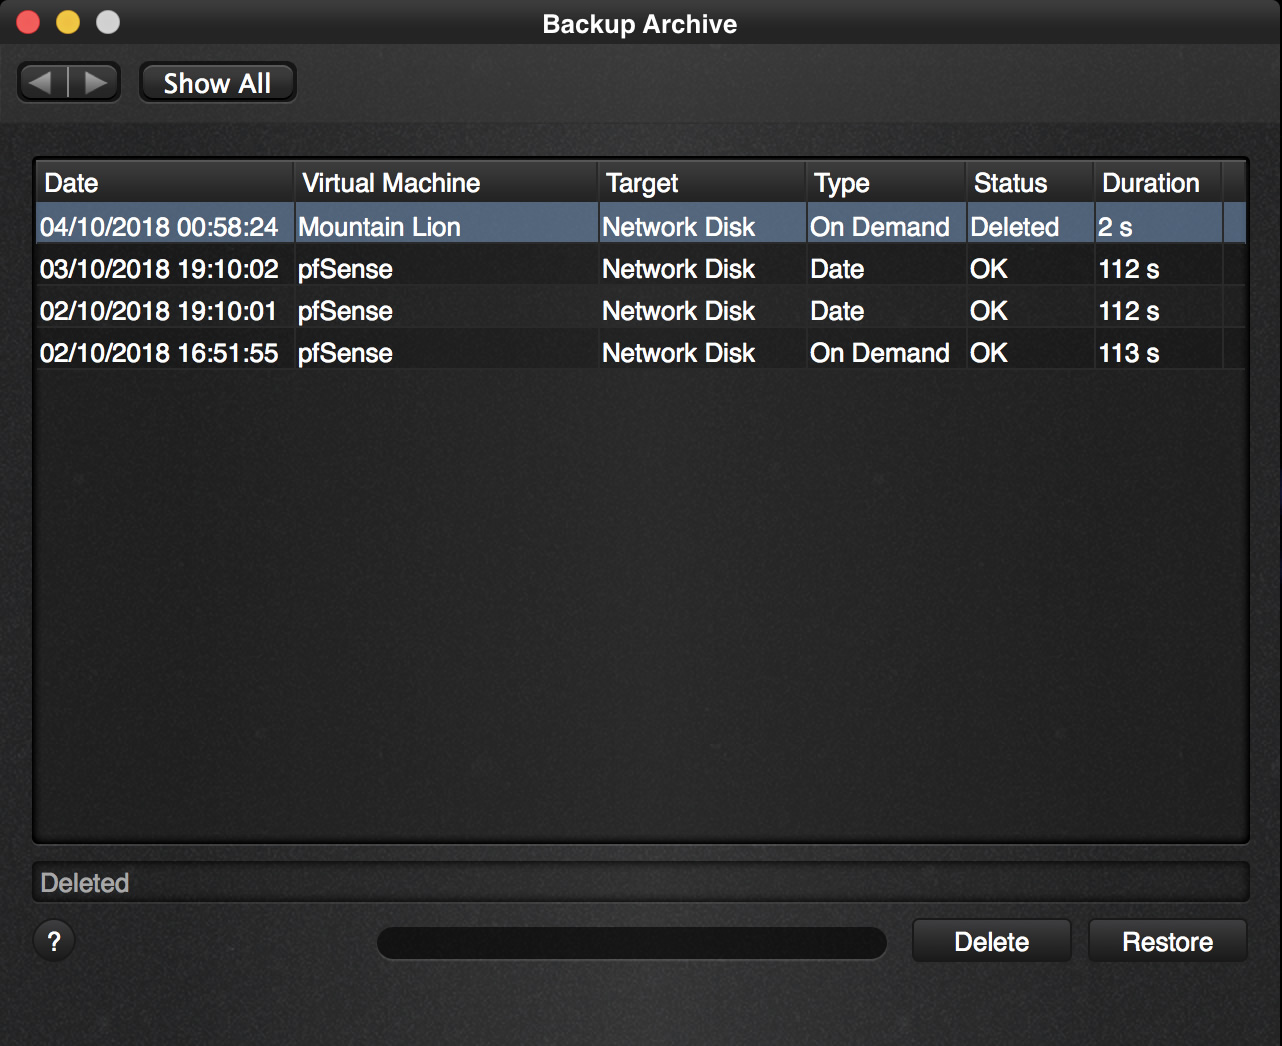 Backup Archive
Show All
Date Virtual Machine Target Type Status Duration
04/10/2018 00:58:24 Mountain Lion Network Disk On Demand Deleted 2 s
03/10/2018 19:10:02 pfSense Network Disk Date OK 112 s
02/10/2018 19:10:01 pfSense Network Disk Date OK 112 s
02/10/2018 16:51:55 pfSense Network Disk On Demand OK 113 s
Deleted
? Delete Restore